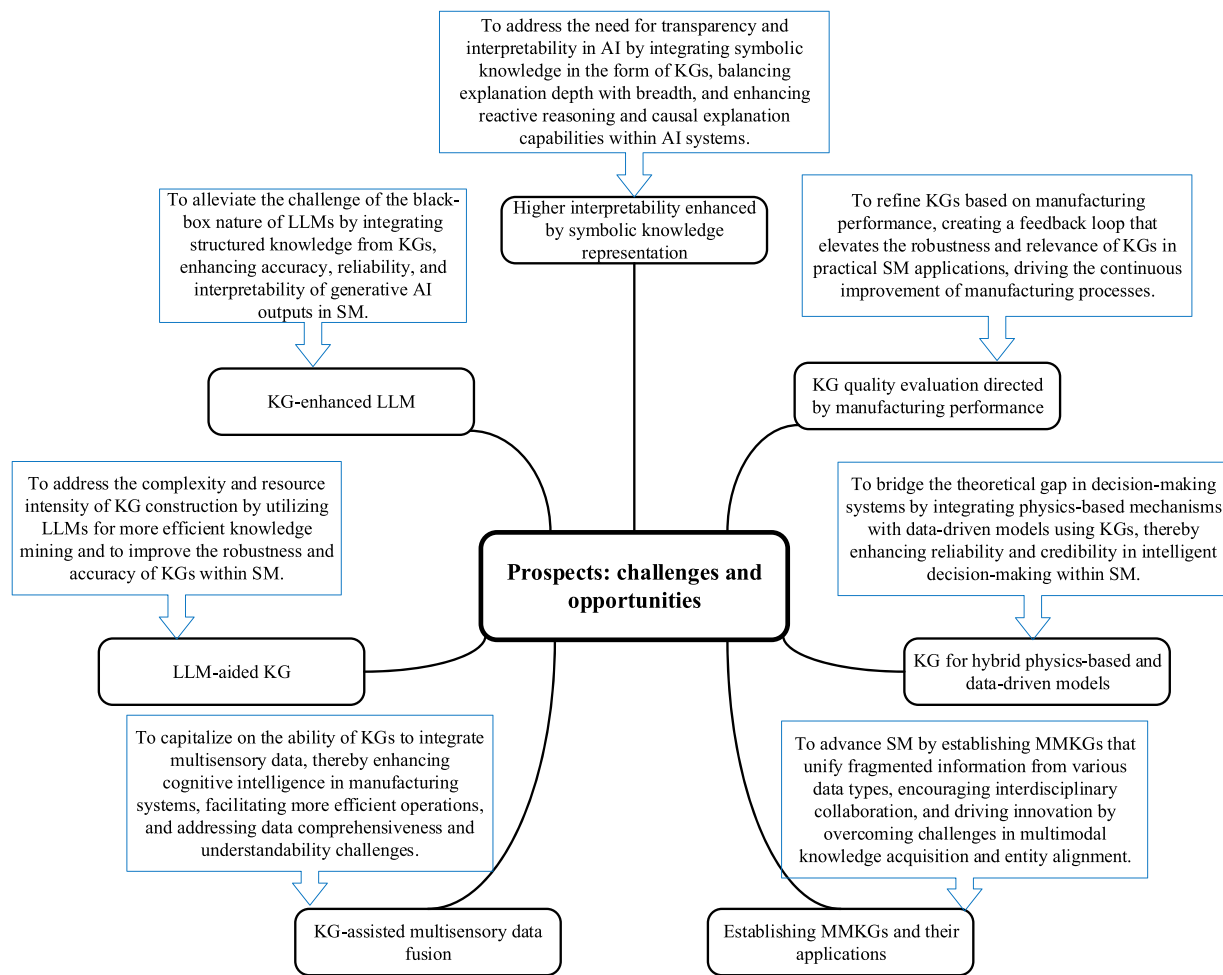 To address the need for transparency and
interpretability in AI by integrating symbolic
knowledge in the form of KGs, balancing
explanation depth with breadth, and enhancing
reactive reasoning and causal explanation
capabilities within AI systems.
Higher interpretability enhanced
by symbolic knowledge
representation
To alleviate the challenge of the black-
box nature of LLMs by integrating
structured knowledge from KGs,
enhancing accuracy, reliability, and
interpretability of generative AI
outputs in SM.
KG-enhanced LLM
To refine KGs based on manufacturing
performance, creating a feedback loop that
elevates the robustness and relevance of KGs in
practical SM applications, driving the continuous
improvement of manufacturing processes.
KG quality evaluation directed
by manufacturing performance
To address the complexity and resource
intensity of KG construction by utilizing
LLMs for more efficient knowledge
mining and to improve the robustness and
accuracy of KGs within SM.
LLM-aided KG
Prospects: challenges and
opportunities
To bridge the theoretical gap in decision-making
systems by integrating physics-based mechanisms
with data-driven models using KGs, thereby
enhancing reliability and credibility in intelligent
decision-making within SM.
KG for hybrid physics-based and
data-driven models
To capitalize on the ability of KGs to integrate
multisensory data, thereby enhancing
cognitive intelligence in manufacturing
systems, facilitating more efficient operations,
and addressing data comprehensiveness and
understandability challenges.
KG-assisted multisensory data
fusion
To advance SM by establishing MMKGs that
unify fragmented information from various
data types, encouraging interdisciplinary
collaboration, and driving innovation by
overcoming challenges in multimodal
knowledge acquisition and entity alignment.
Establishing MMKGs and their
applications